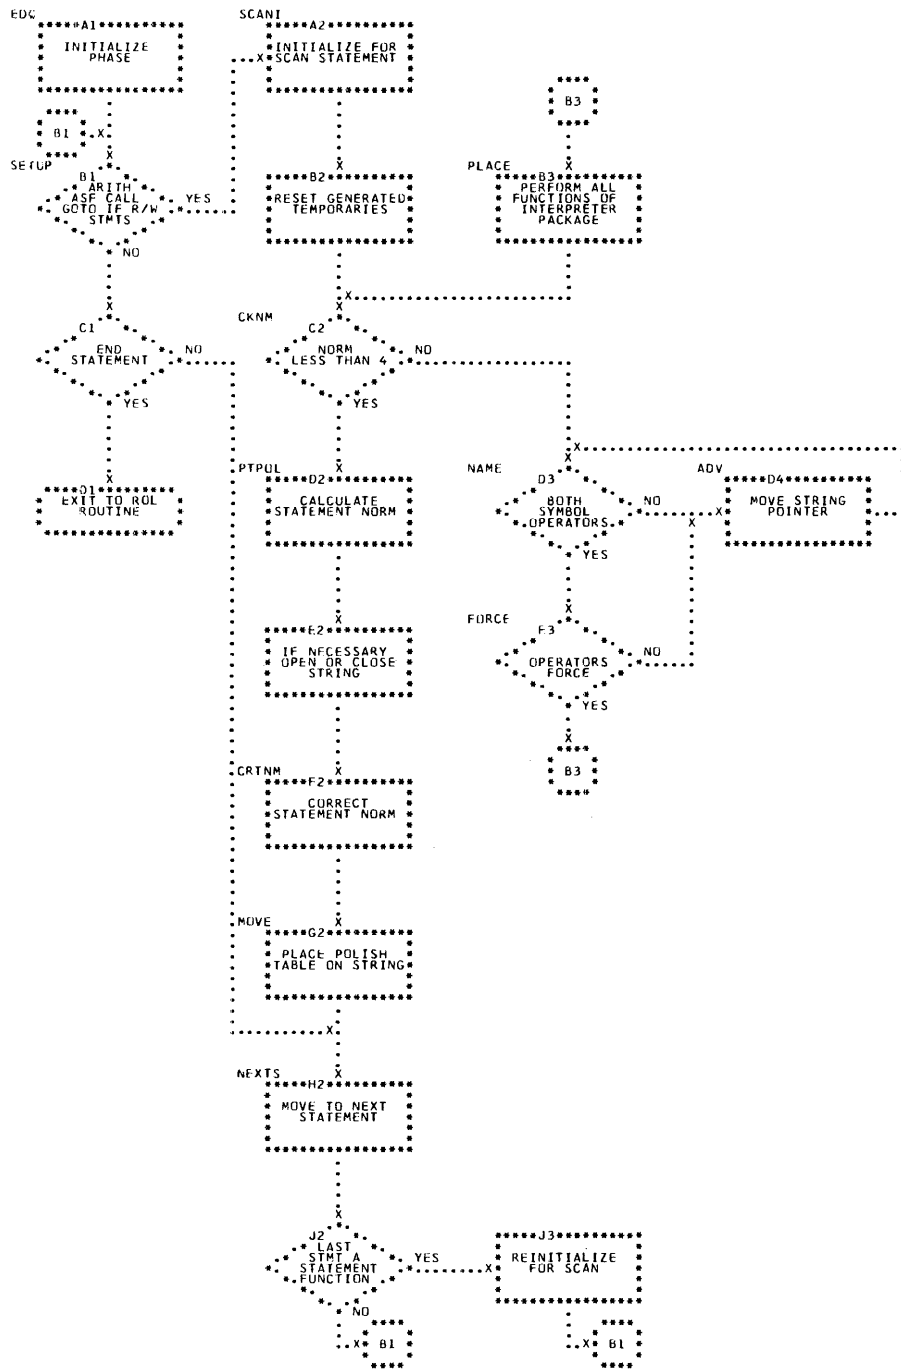 EDC
A1
INITIALIZE
PHASE
SCANI
A2
INITIALIZE FOR
SCAN STATEMENT
B3
B1
SETUP
B1
ARITH
ASF CALL
GOTO IF R/W
STMTS
YES
NO
B2
RESET GENERATED
TEMPORARIES
PLACE
B3
PERFORM ALL
FUNCTIONS OF
INTERPRETER
PACKAGE
C1
END
STATEMENT
NO
YES
CKNM
C2
NORM
LESS THAN 4
NO
YES
D1
EXIT TO ROL
ROUTINE
PTPOL
D2
CALCULATE
STATEMENT NORM
NAME
D3
BOTH
SYMBOL
OPERATORS
NO
YES
ADV
D4
MOVE STRING
POINTER
E2
IF NECESSARY
OPEN OR CLOSE
STRING
FORCE
E3
OPERATORS
FORCE
NO
YES
B3
CRTNM
F2
CORRECT
STATEMENT NORM
MOVE
G2
PLACE POLISH
TABLE ON STRING
NEXTS
H2
MOVE TO NEXT
STATEMENT
J2
LAST
STMT A
STATEMENT
FUNCTION
YES
NO
J3
REINITIALIZE
FOR SCAN
B1
B1